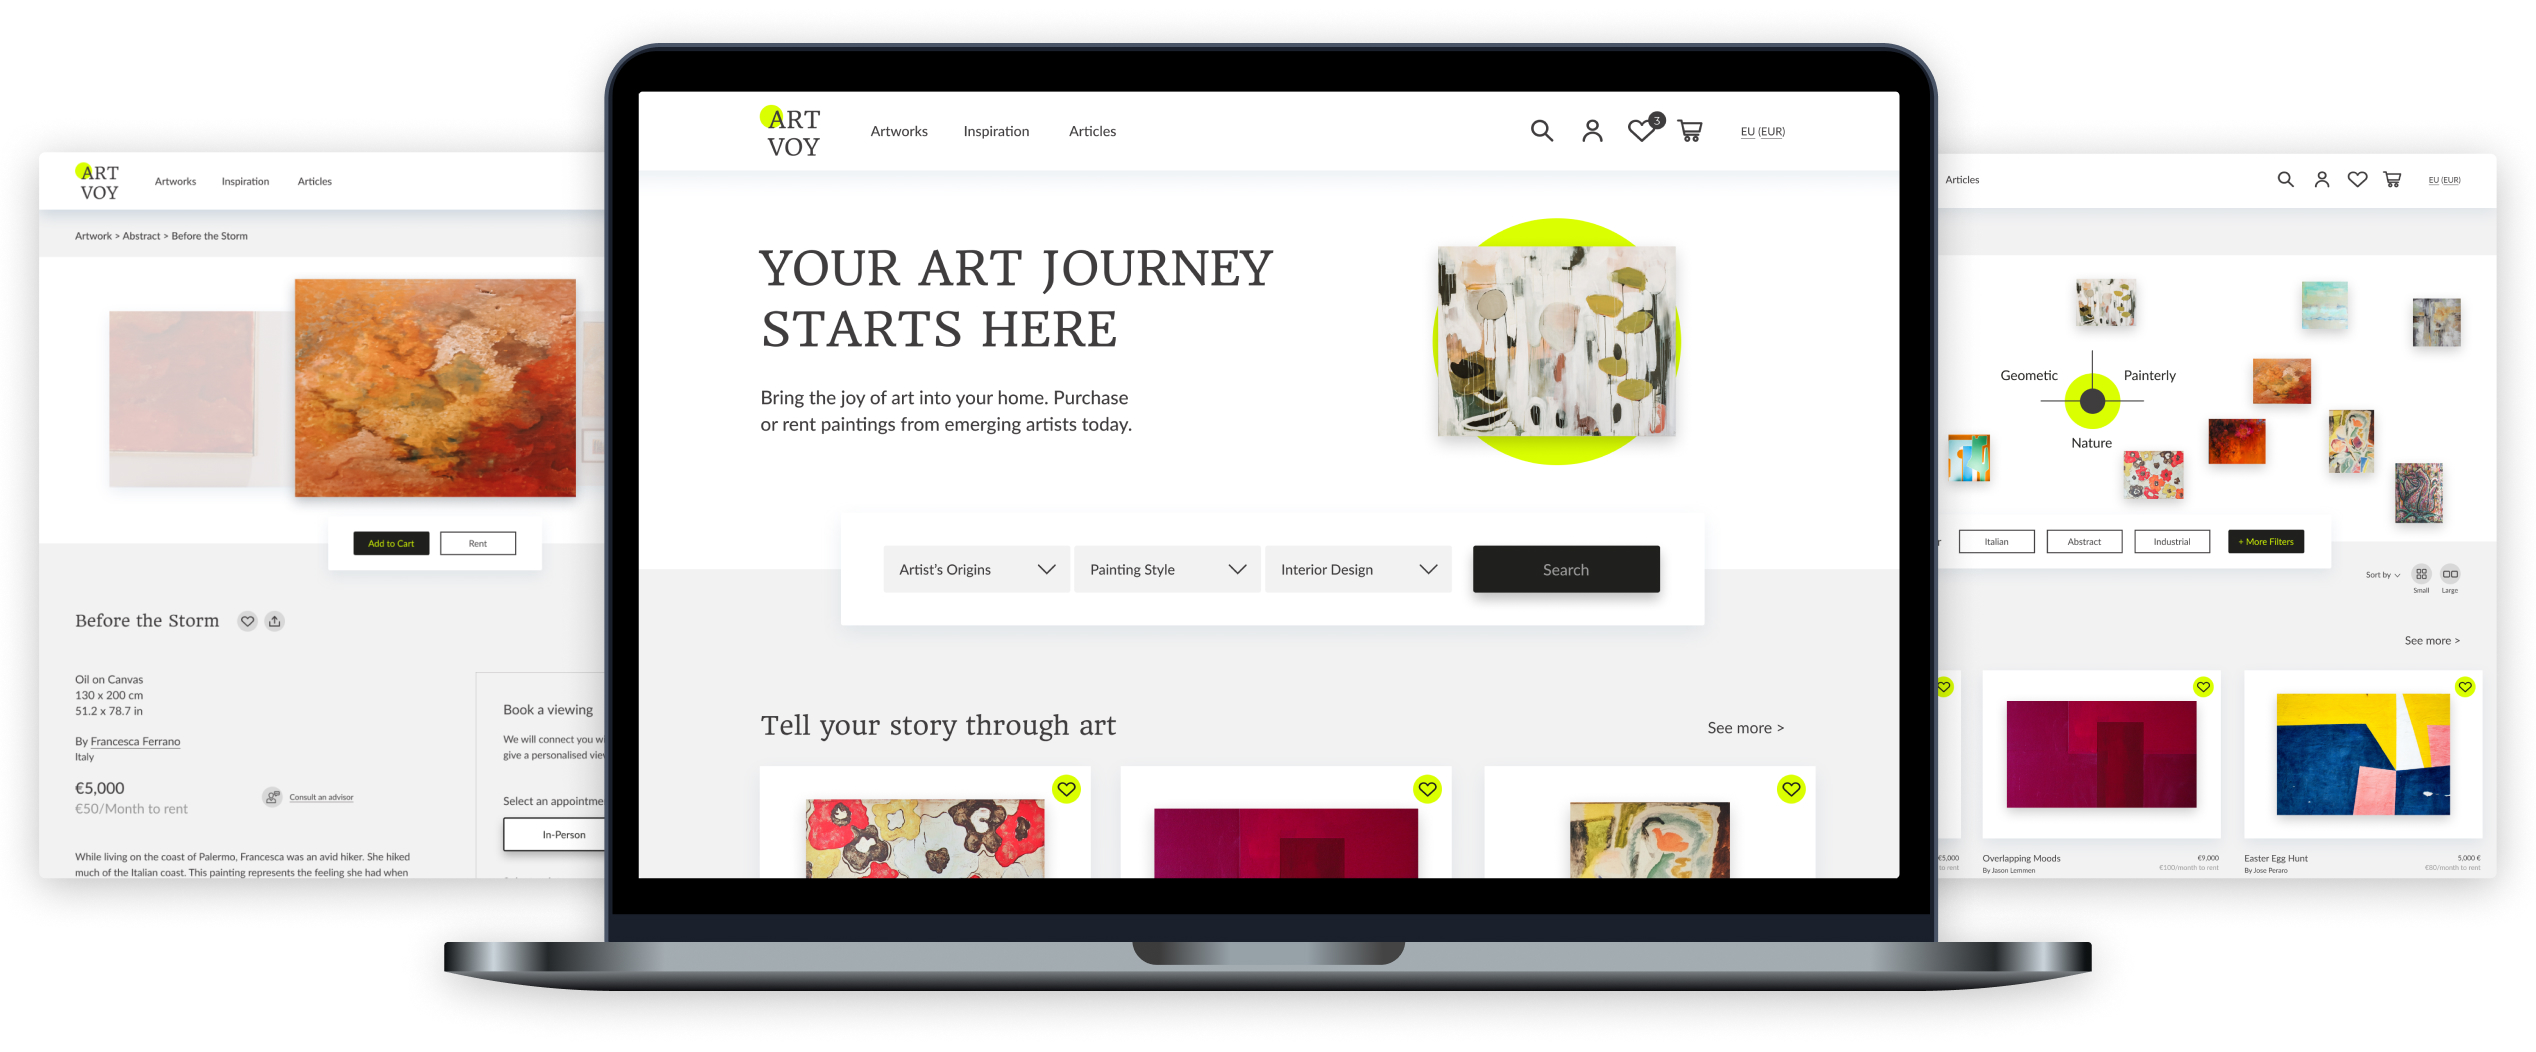 ART
VOY
Artworks
Inspiration
Articles
Artwork > Abstract > Before the Storm
Add to Cart
Rent
Before the Storm
Oil on Canvas
130 x 200 cm
51.2 x 78.7 in
By Francesca Ferrano
Italy
€5,000
€50/Month to rent
Consult an advisor
While living on the coast of Palermo, Francesca was an avid hiker. She hiked
much of the Italian coast. This painting represents the feeling she had when
Book a viewing
We will connect you w
give a personalised vie
Select an appointme
In-Person
ART
VOY
Artworks
Inspiration
Articles
3
EU (EUR)
YOUR ART JOURNEY
STARTS HERE
Bring the joy of art into your home. Purchase
or rent paintings from emerging artists today.
Artist's Origins
Painting Style
Interior Design
Search
Tell your story through art
See more >
Articles
EU (EUR)
Geometic
Painterly
Nature
r
Italian
Abstract
Industrial
+ More Filters
Sort by
Small
Large
See more >
€5,000
to rent
Overlapping Moods
By Jason Lemmen
€9,000
€100/month to rent
Easter Egg Hunt
By Jose Peraro
5,000 €
€80/month to rent